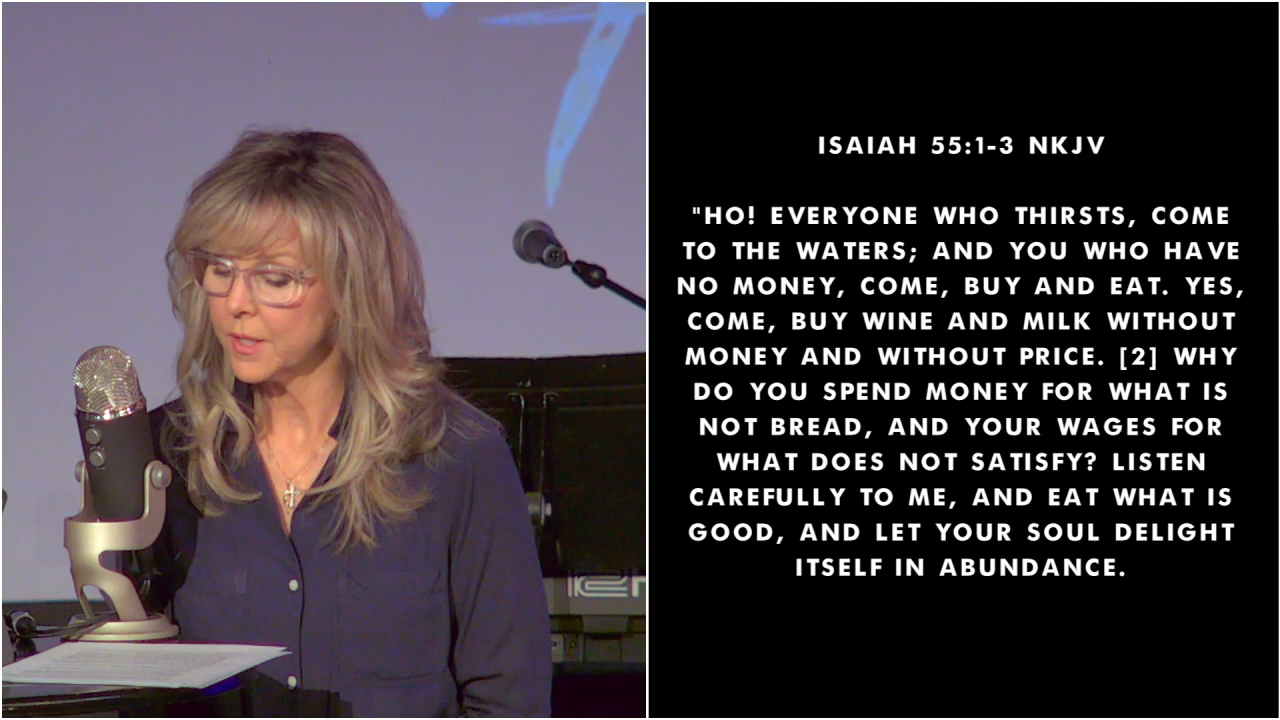 ISAIAH 55:1-3 NKJV
"HO! EVERYONE WHO THIRSTS, COME
TO THE WATERS; AND YOU WHO HAVE
NO MONEY, COME, BUY AND EAT. YES,
COME, BUY WINE AND MILK WITHOUT
MONEY AND WITHOUT PRICE. [2] WHY
DO YOU SPEND MONEY FOR WHAT IS
NOT BREAD, AND YOUR WAGES FOR
WHAT DOES NOT SATISFY? LISTEN
CAREFULLY TO ME, AND EAT WHAT IS
GOOD, AND LET YOUR SOUL DELIGHT
ITSELF IN ABUNDANCE.